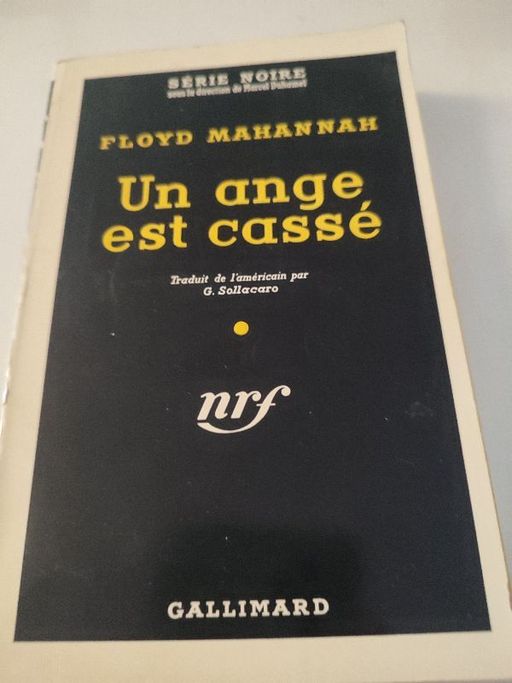 SÉRIE NOIRE
sous la direction de Marcel Duhamel
FLOYD MAHANNAH
Un ange
est cassé
Traduit de l'américain par
G. Sollacaro
nrf
GALLIMARD